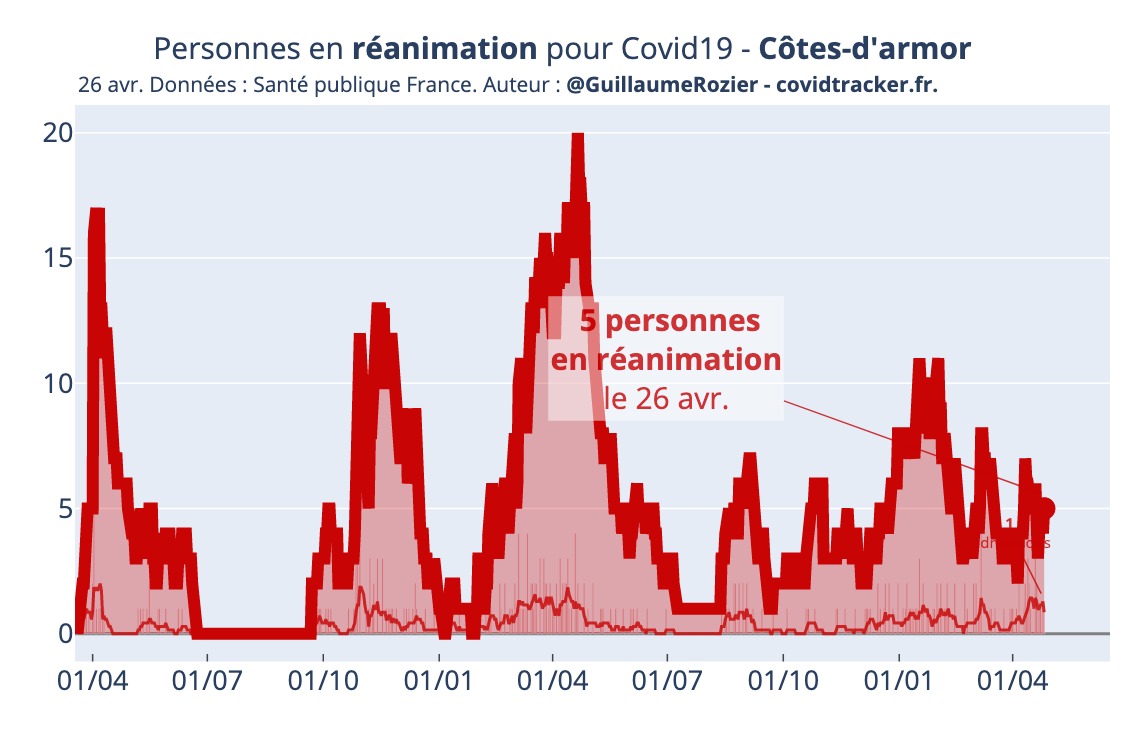 Personnes en réanimation pour Covid19 - Côtes-d'armor
26 avr. Données : Santé publique France. Auteur : @GuillaumeRozier - covidtracker.fr.
20
15
10
5
0
5 personnes
en réanimation
le 26 avr.
1
01/04 01/07 01/10 01/01 01/04 01/07 01/10 01/01 01/04